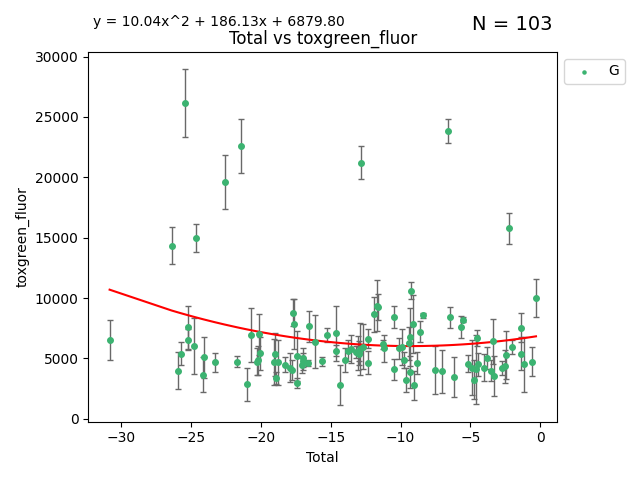 y = 10.04x^2 + 186.13x + 6879.80
N = 103
Total vs toxgreen_fluor
G
30000
25000
20000
15000
10000
5000
0
toxgreen_fluor
−30
−25
−20
−15
−10
−5
0
Total